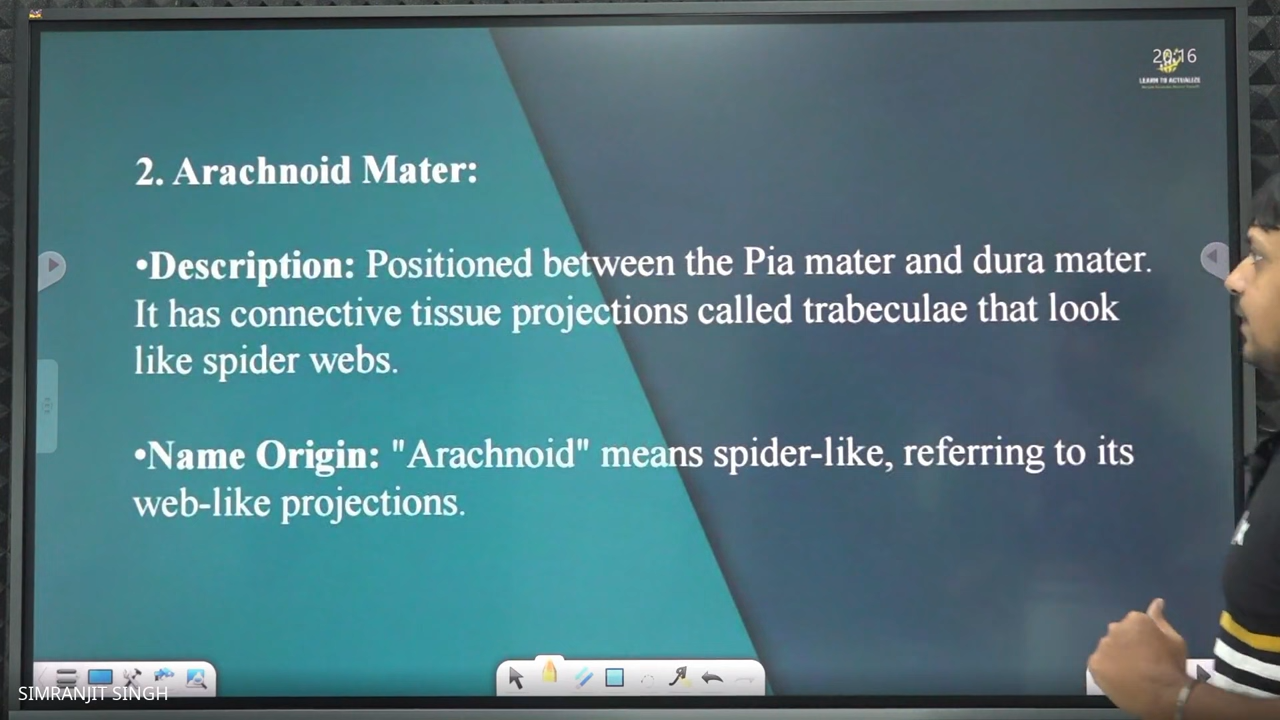 20:16
LEARN TO ACTUALIZE
2. Arachnoid Mater:
•Description: Positioned between the Pia mater and dura mater.
It has connective tissue projections called trabeculae that look
like spider webs.
•Name Origin: "Arachnoid" means spider-like, referring to its
web-like projections.
SIMRANJIT SINGH